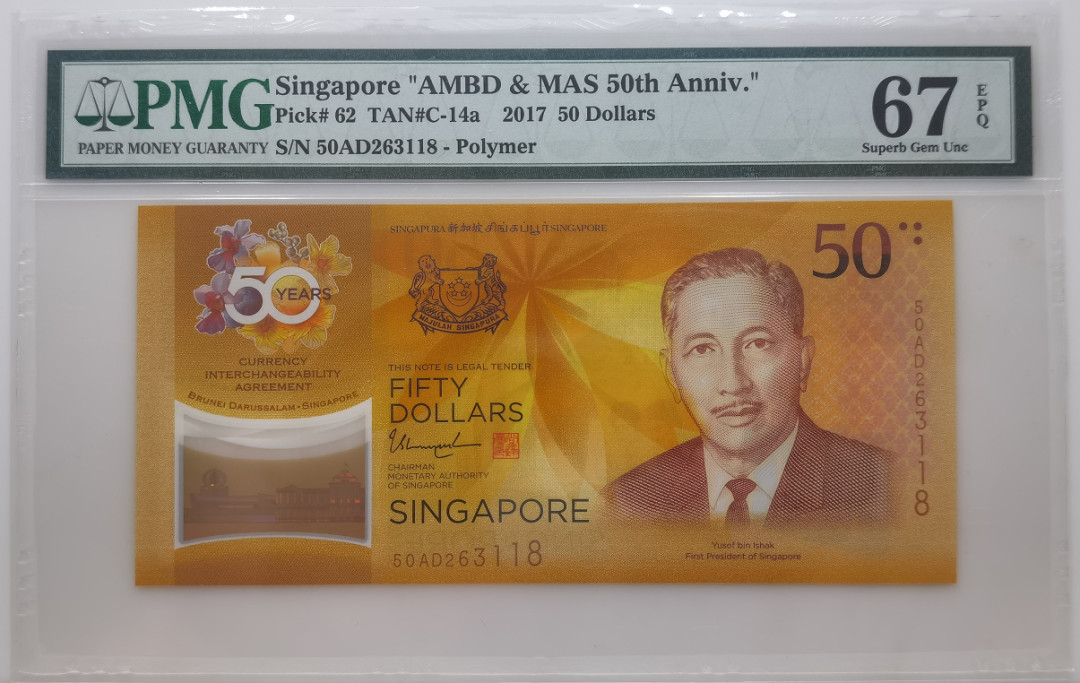 PMG
PAPER MONEY GUARANTY
Singapore "AMBD & MAS 50th Anniv."
Pick# 62 TAN#C-14a 2017 50 Dollars
S/N 50AD263118 - Polymer
67
EPQ
Superb Gem Unc
SINGAPURA 新加坡 சிங்கப்பூர் SINGAPORE
50
50 YEARS
CURRENCY
INTERCHANGEABILITY
AGREEMENT
BRUNEI DARUSSALAM • SINGAPORE
MAJULAH SINGAPURA
THIS NOTE IS LEGAL TENDER
FIFTY
DOLLARS
CHAIRMAN
MONETARY AUTHORITY
OF SINGAPORE
SINGAPORE
50AD263118
50AD263118
Yusof bin Ishak
First President of Singapore